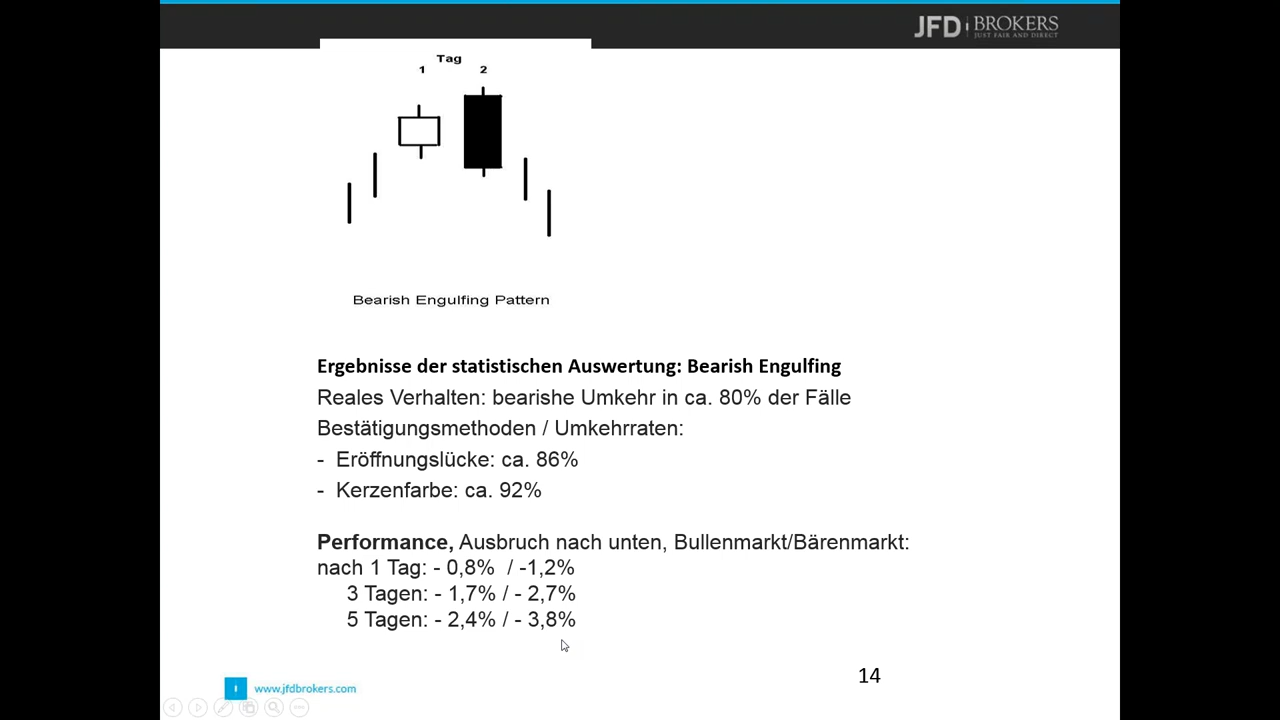 JFD BROKERS
JUST FAIR AND DIRECT
Tag
1 2
Bearish Engulfing Pattern
Ergebnisse der statistischen Auswertung: Bearish Engulfing
Reales Verhalten: bearishe Umkehr in ca. 80% der Fälle
Bestätigungsmethoden / Umkehrraten:
- Eröffnungslücke: ca. 86%
- Kerzenfarbe: ca. 92%
Performance, Ausbruch nach unten, Bullenmarkt/Bärenmarkt:
nach 1 Tag: - 0,8% / -1,2%
3 Tagen: - 1,7% / - 2,7%
5 Tagen: - 2,4% / - 3,8%
14
www.jfdbrokers.com